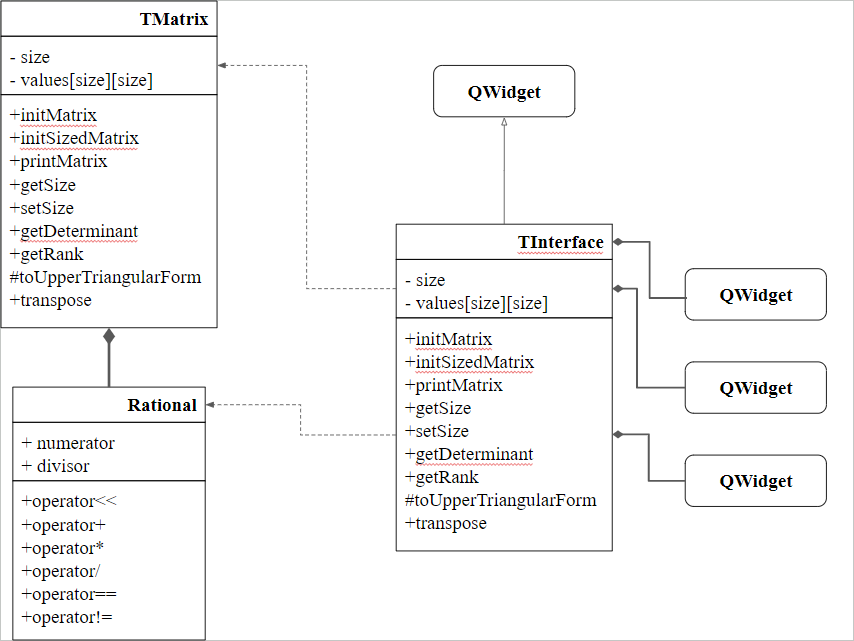 TMatrix
- size
- values[size][size]
+initMatrix
+initSizedMatrix
+printMatrix
+getSize
+setSize
+getDeterminant
+getRank
#toUpperTriangularForm
+transpose
Rational
+ numerator
+ divisor
+operator<<
+operator+
+operator*
+operator/
+operator==
+operator!=
QWidget
TInterface
- size
- values[size][size]
+initMatrix
+initSizedMatrix
+printMatrix
+getSize
+setSize
+getDeterminant
+getRank
#toUpperTriangularForm
+transpose
QWidget
QWidget
QWidget